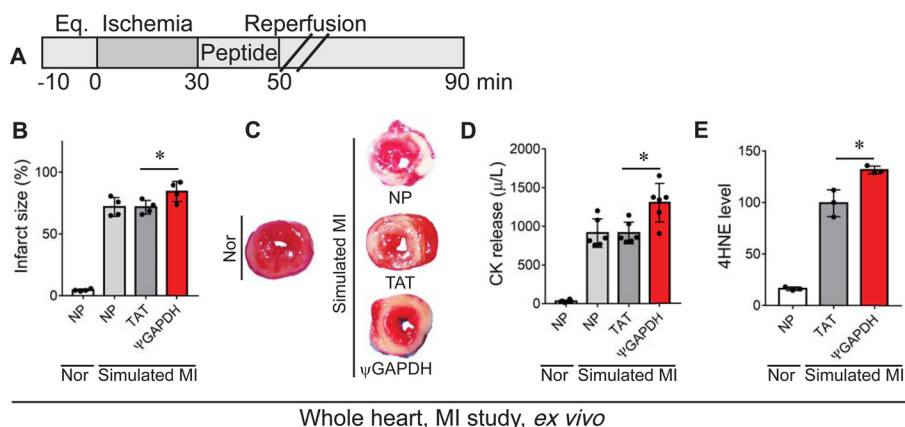 Eq. Ischemia Reperfusion
A
Peptide
-10 0 30 50 90 min
B
*
Infarct size (%)
100
50
0
NP
NP
TAT
ΨGAPDH
Nor Simulated MI
C
Nor
Simulated MI
NP
TAT
ΨGAPDH
D
*
CK release (µ/L)
2000
1500
1000
500
0
NP
NP
TAT
ΨGAPDH
Nor Simulated MI
E
*
4HNE level
150
100
50
0
NP
TAT
ΨGAPDH
Nor Simulated MI
Whole heart, MI study, ex vivo